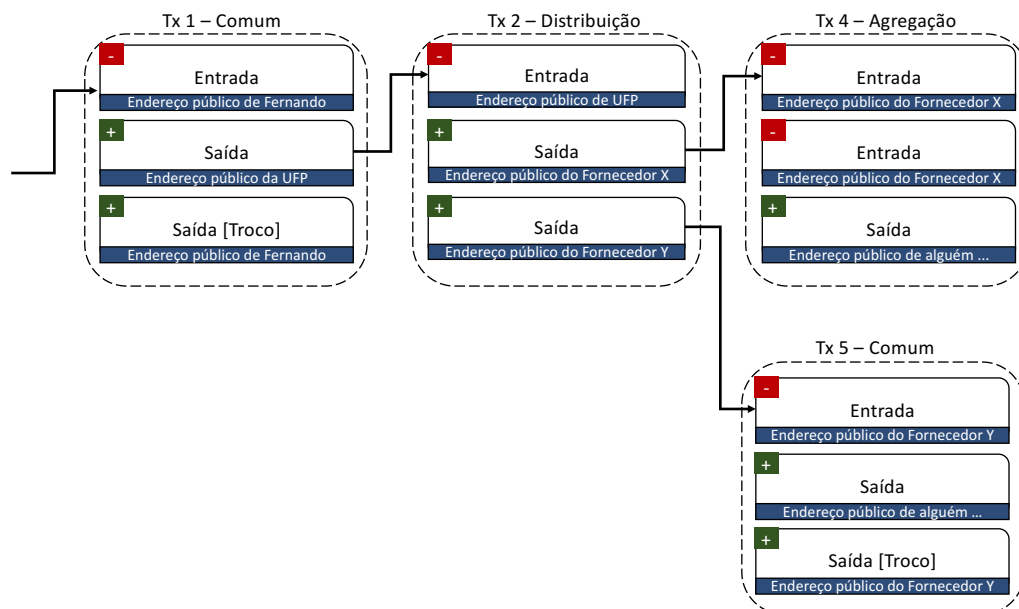 Tx 1 – Comum
-
Entrada
Endereço público de Fernando
+
Saída
Endereço público da UFP
+
Saída [Troco]
Endereço público de Fernando
Tx 2 – Distribuição
-
Entrada
Endereço público de UFP
+
Saída
Endereço público do Fornecedor X
+
Saída
Endereço público do Fornecedor Y
Tx 4 – Agregação
-
Entrada
Endereço público do Fornecedor X
-
Entrada
Endereço público do Fornecedor X
+
Saída
Endereço público de alguém ...
Tx 5 – Comum
-
Entrada
Endereço público do Fornecedor Y
+
Saída
Endereço público de alguém ...
+
Saída [Troco]
Endereço público do Fornecedor Y